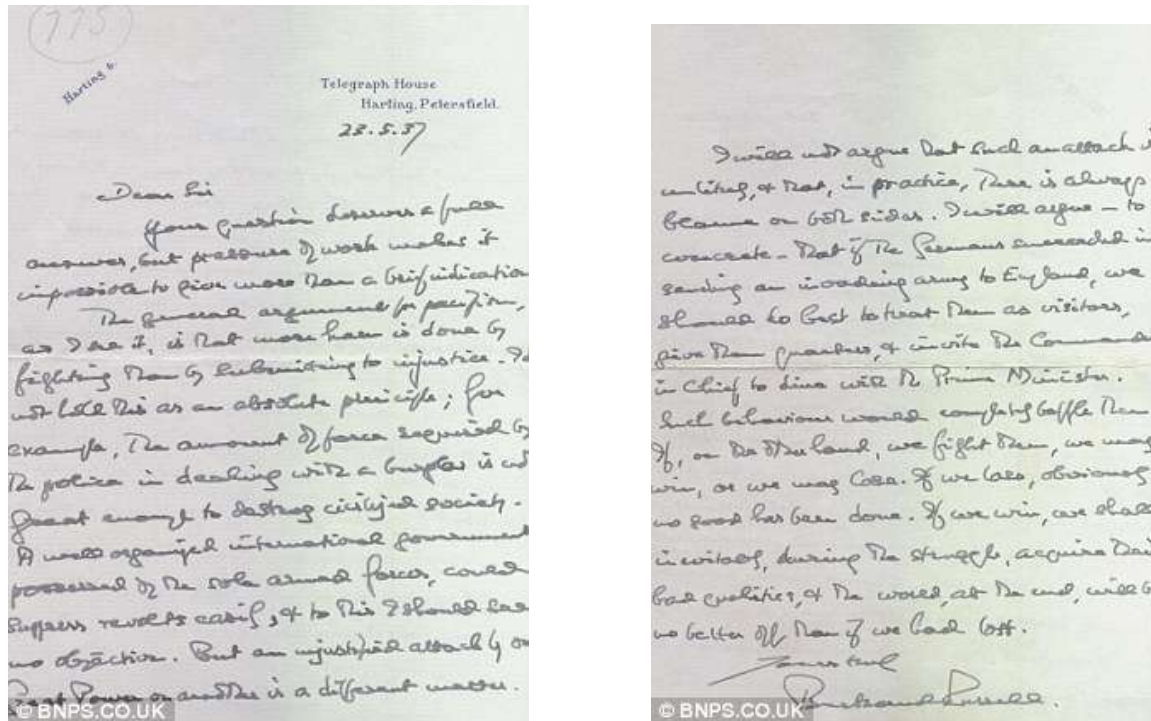 775
Harting 6.
Telegraph House
Harting, Petersfield.
23.5.37
Dear Sir
Your question deserves a full
answer, but pressure of work makes it
impossible to give more than a brief indication
The general argument for pacifism,
as I see it, is that more harm is done by
fighting than by submitting to injustice. I do
not hold this as an absolute principle; for
example, the amount of force required by
the police in dealing with a burglar is not
great enough to destroy civilized society.
A well organized international government
possessed of the sole armed forces, could
suppress revolts easily, & to this I should have
no objection. But an unjustified attack by one
Great Power on another is a different matter.
© BNPS.CO.UK
I will not argue that such an attack is
unlikely, & that, in practice, there is always
blame on both sides. I will argue – to
concrete – that if the Germans succeeded in
sending an invading army to England, we
should do best to treat them as visitors,
give them quarters, & invite the Commander
in Chief to dine with the Prime Minister.
Such behaviour would completely baffle them
If, on the other hand, we fight them, we may
win, or we may lose. If we lose, obviously
no good has been done. If we win, we shall
inevitably, during the struggle, acquire their
bad qualities, & the world, at the end, will be
no better off than if we had lost.
Yours truly
Bertrand Russell.
© BNPS.CO.UK